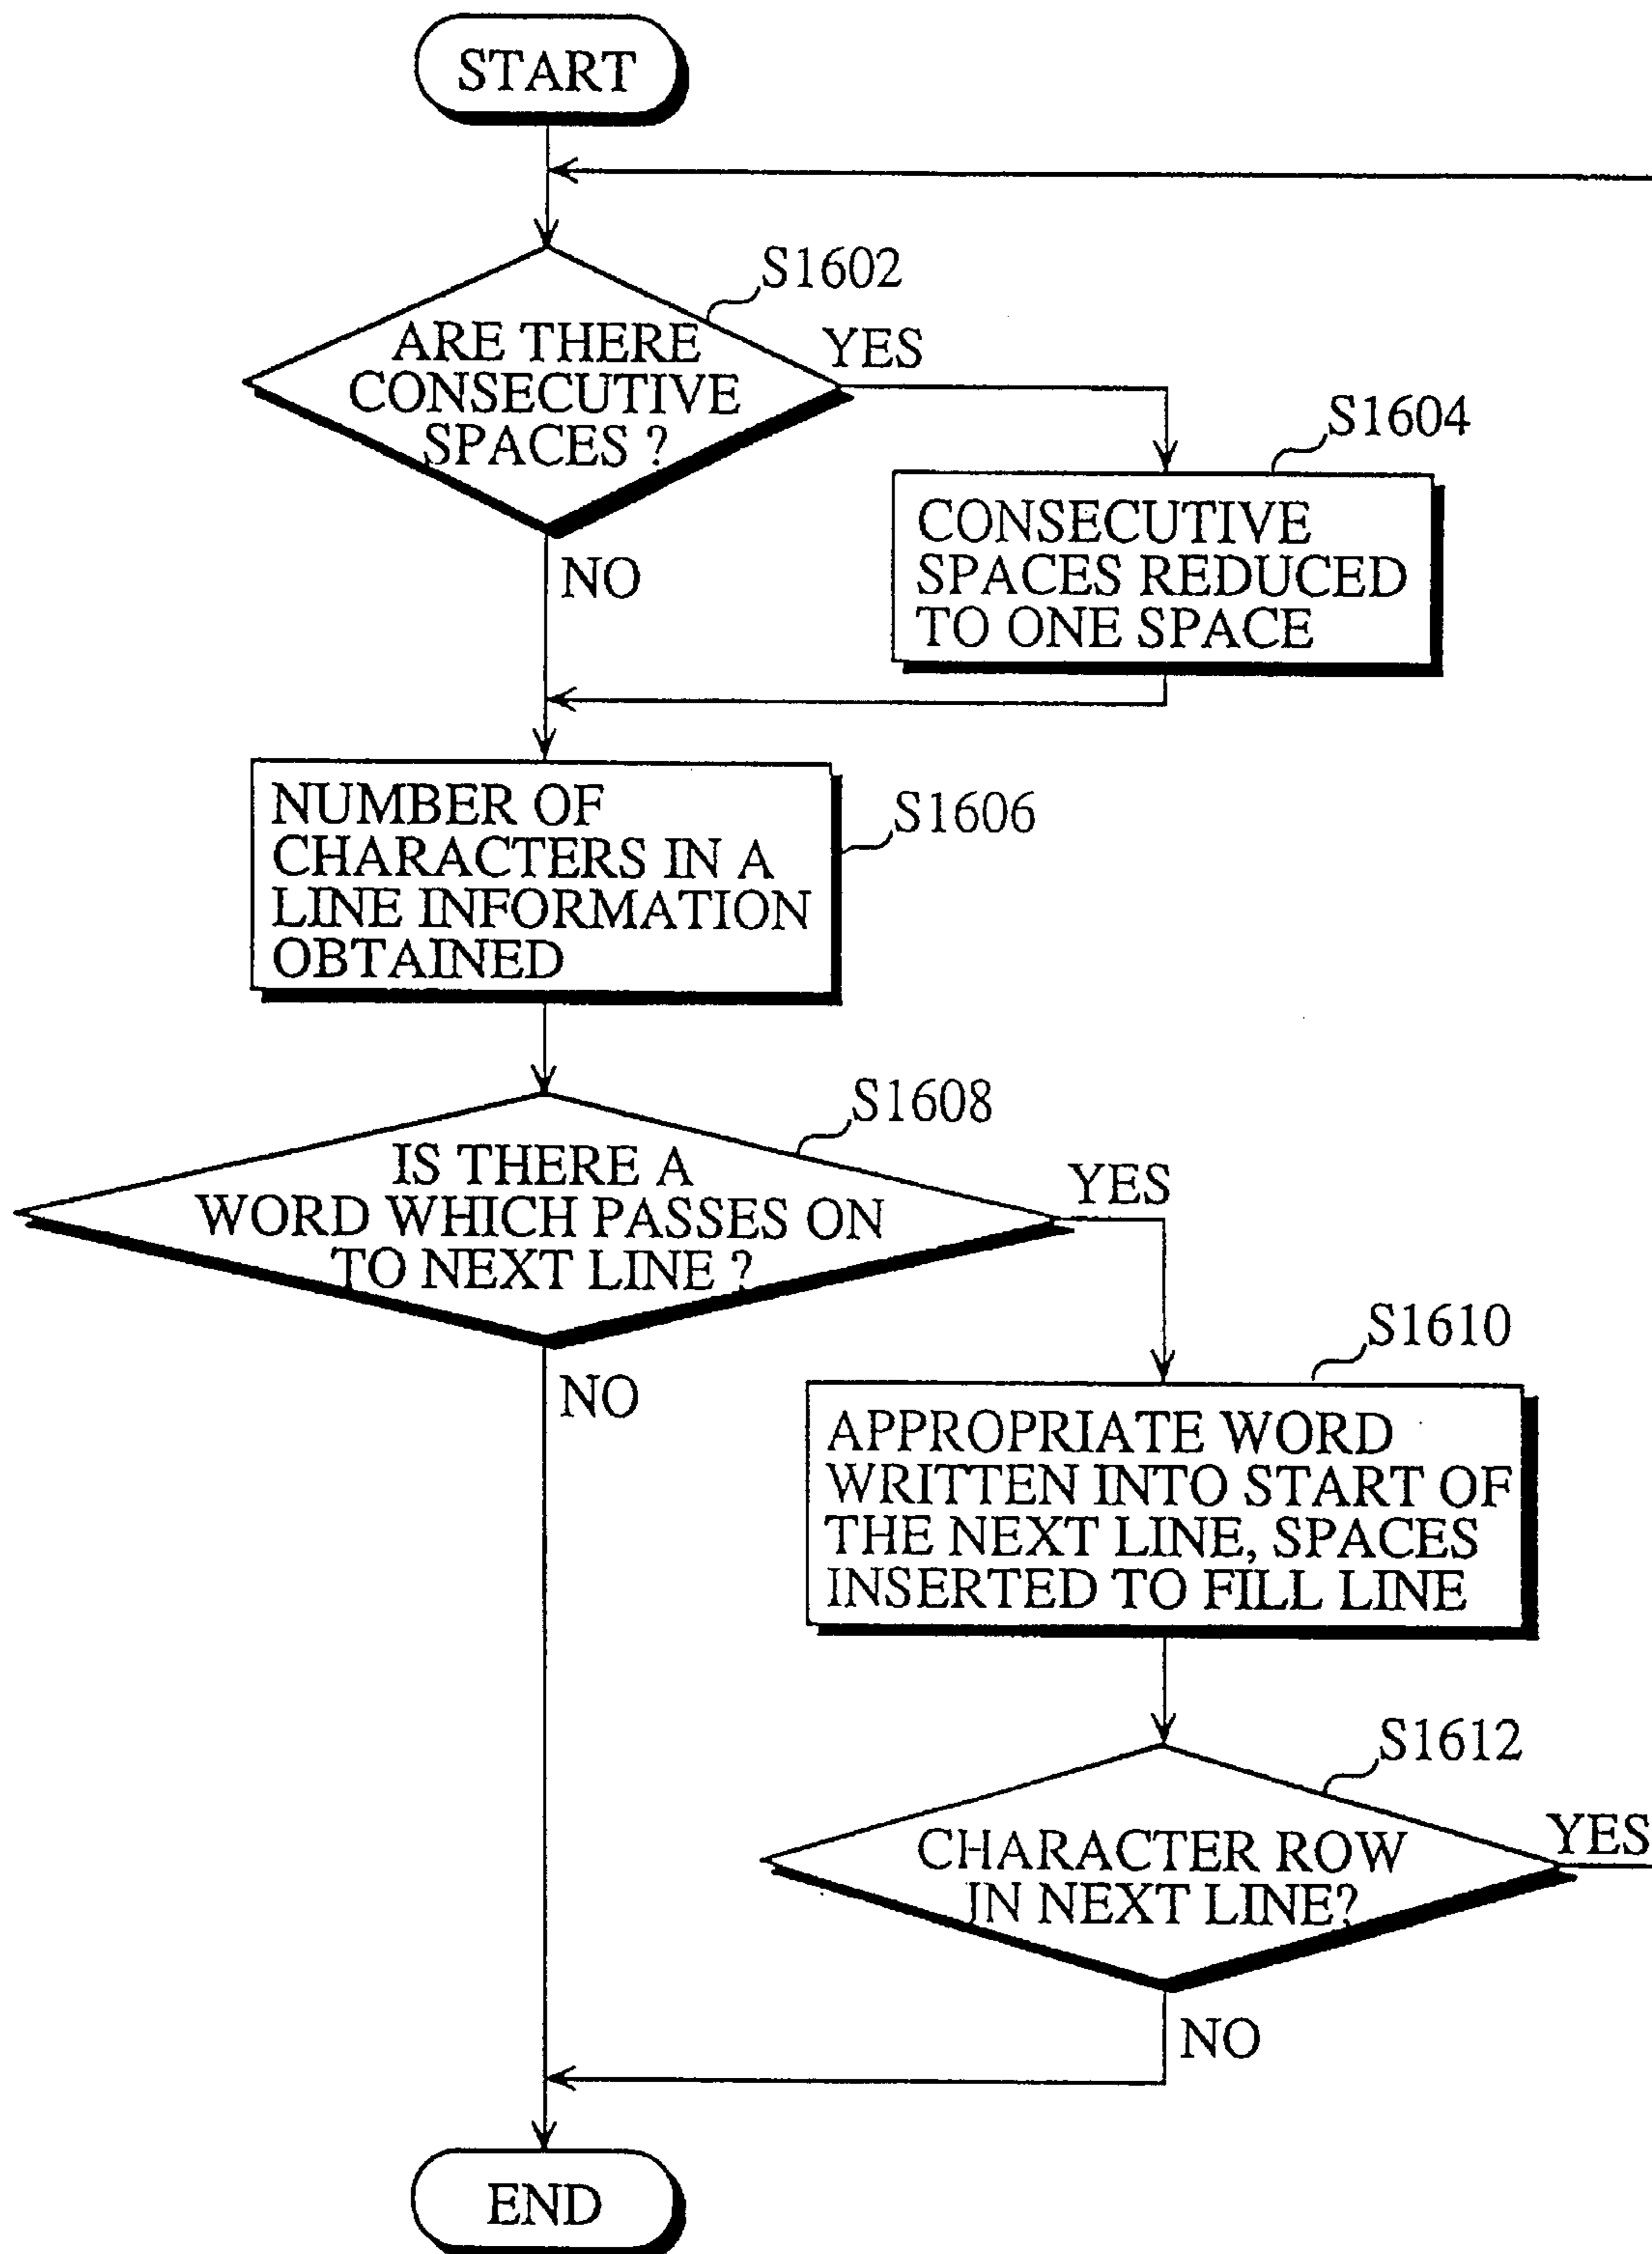 START
S1602
ARE THERE
CONSECUTIVE
SPACES ?
YES
NO
S1604
CONSECUTIVE
SPACES REDUCED
TO ONE SPACE
NUMBER OF
CHARACTERS IN A
LINE INFORMATION
OBTAINED
S1606
S1608
IS THERE A
WORD WHICH PASSES ON
TO NEXT LINE ?
YES
NO
S1610
APPROPRIATE WORD
WRITTEN INTO START OF
THE NEXT LINE, SPACES
INSERTED TO FILL LINE
S1612
CHARACTER ROW
IN NEXT LINE?
YES
NO
END